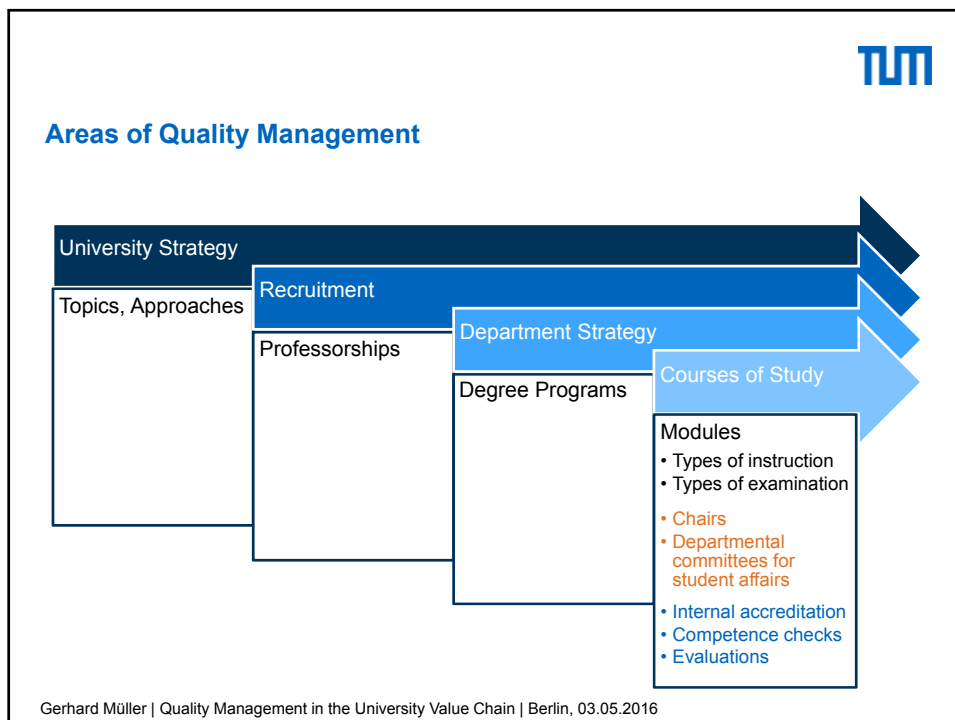 TUM
Areas of Quality Management
University Strategy
Topics, Approaches
Recruitment
Professorships
Department Strategy
Degree Programs
Courses of Study
Modules
• Types of instruction
• Types of examination
• Chairs
• Departmental
committees for
student affairs
• Internal accreditation
• Competence checks
• Evaluations
Gerhard Müller | Quality Management in the University Value Chain | Berlin, 03.05.2016